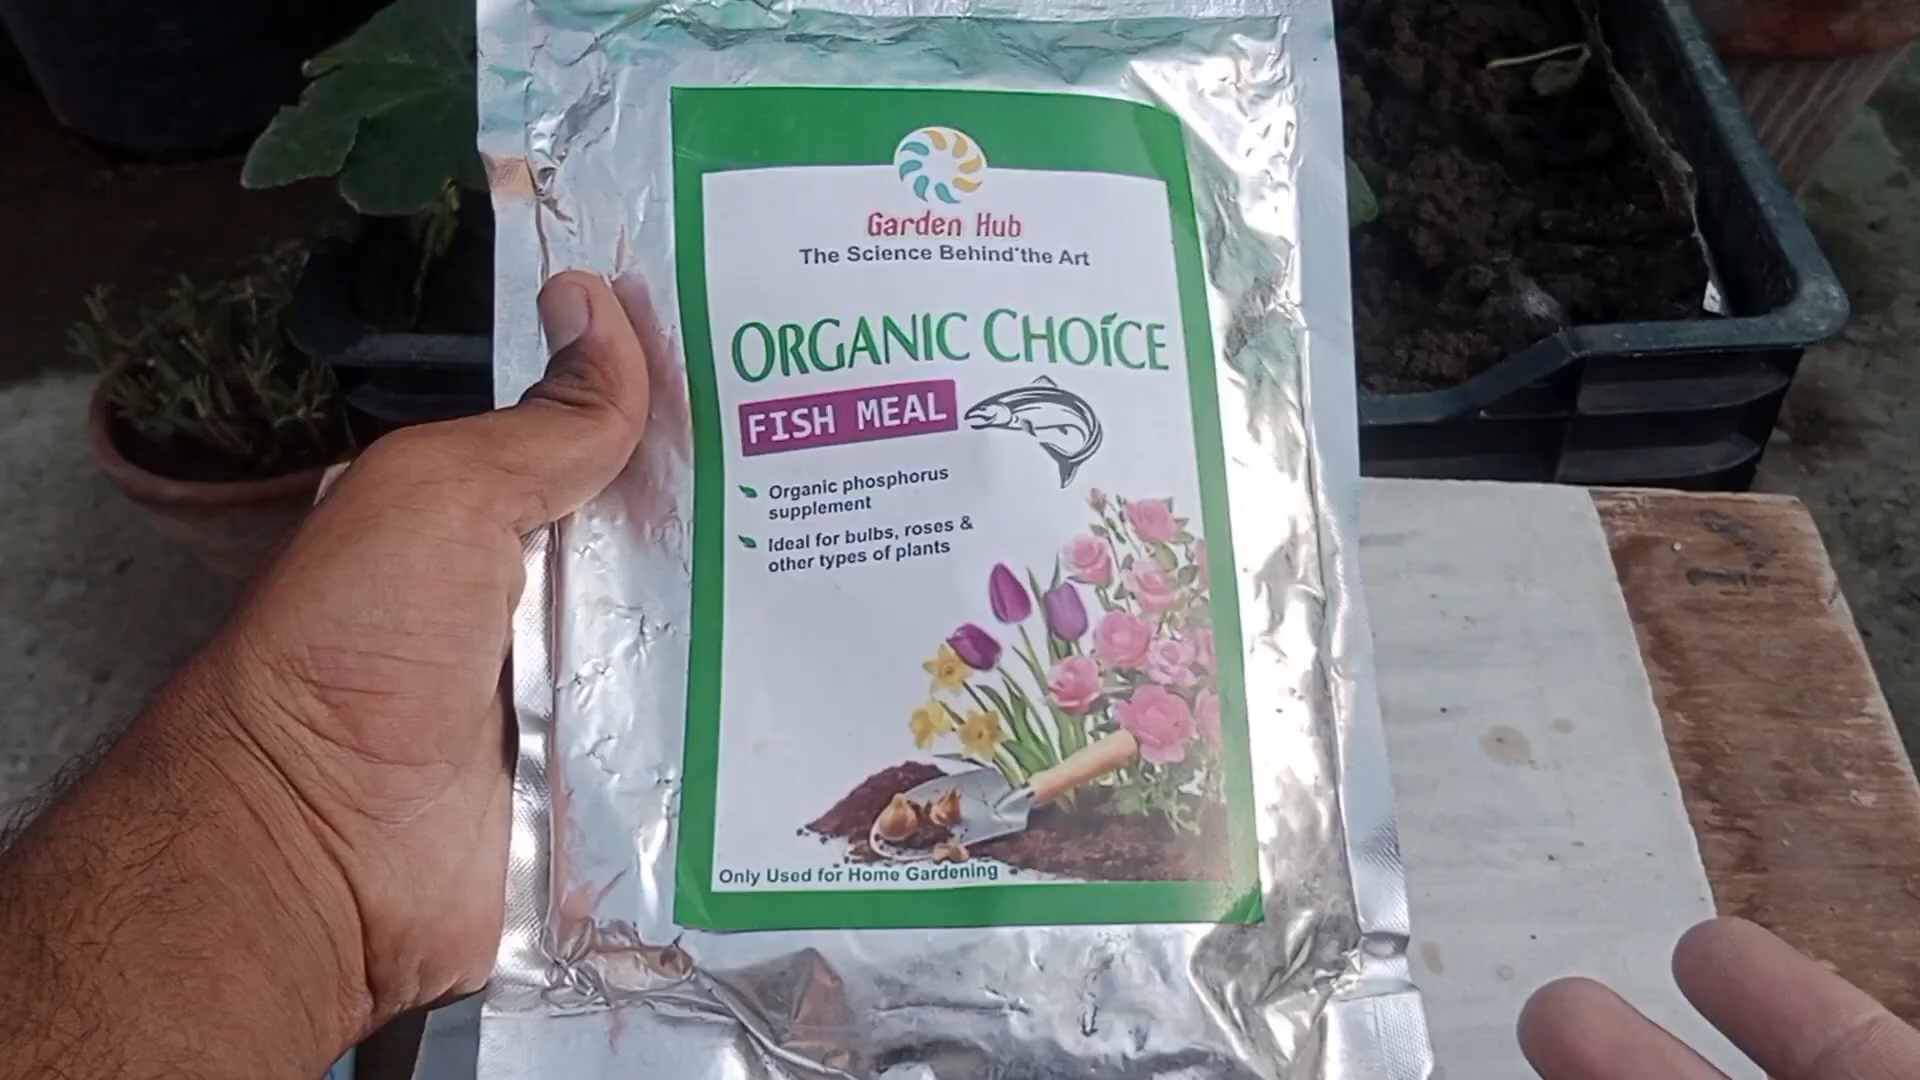 Garden Hub
The Science Behind the Art
ORGANIC CHOICE
FISH MEAL
Organic phosphorus
supplement
Ideal for bulbs, roses &
other types of plants
Only Used for Home Gardening